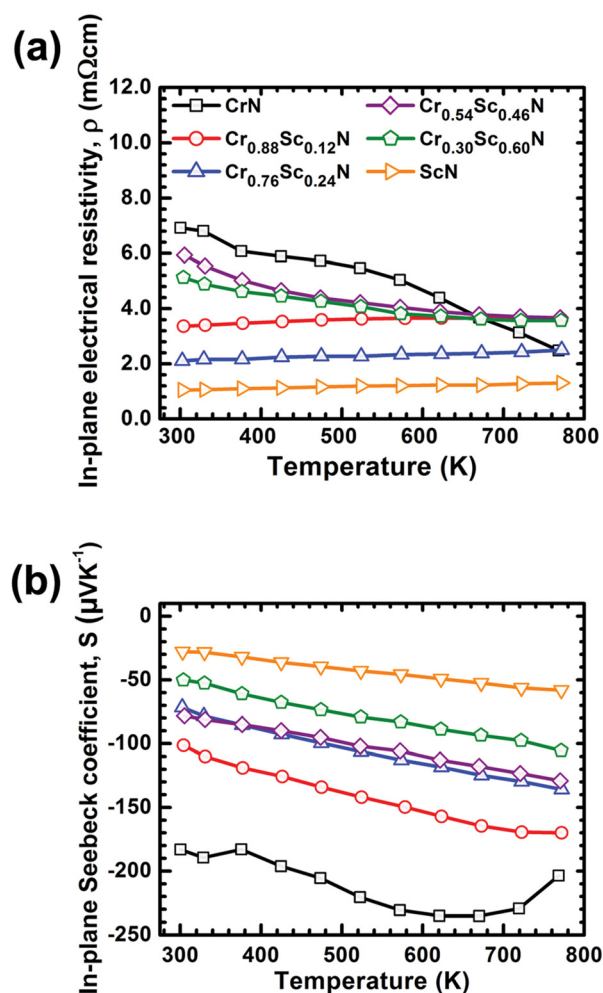 (a)
In-plane electrical resistivity, ρ (mΩcm)
12.0
10.0
8.0
6.0
4.0
2.0
0.0
CrN
Cr0.88Sc0.12N
Cr0.76Sc0.24N
Cr0.54Sc0.46N
Cr0.30Sc0.60N
ScN
300 400 500 600 700 800
Temperature (K)
(b)
In-plane Seebeck coefficient, S (μVK-1)
0
-50
-100
-150
-200
-250
300 400 500 600 700 800
Temperature (K)